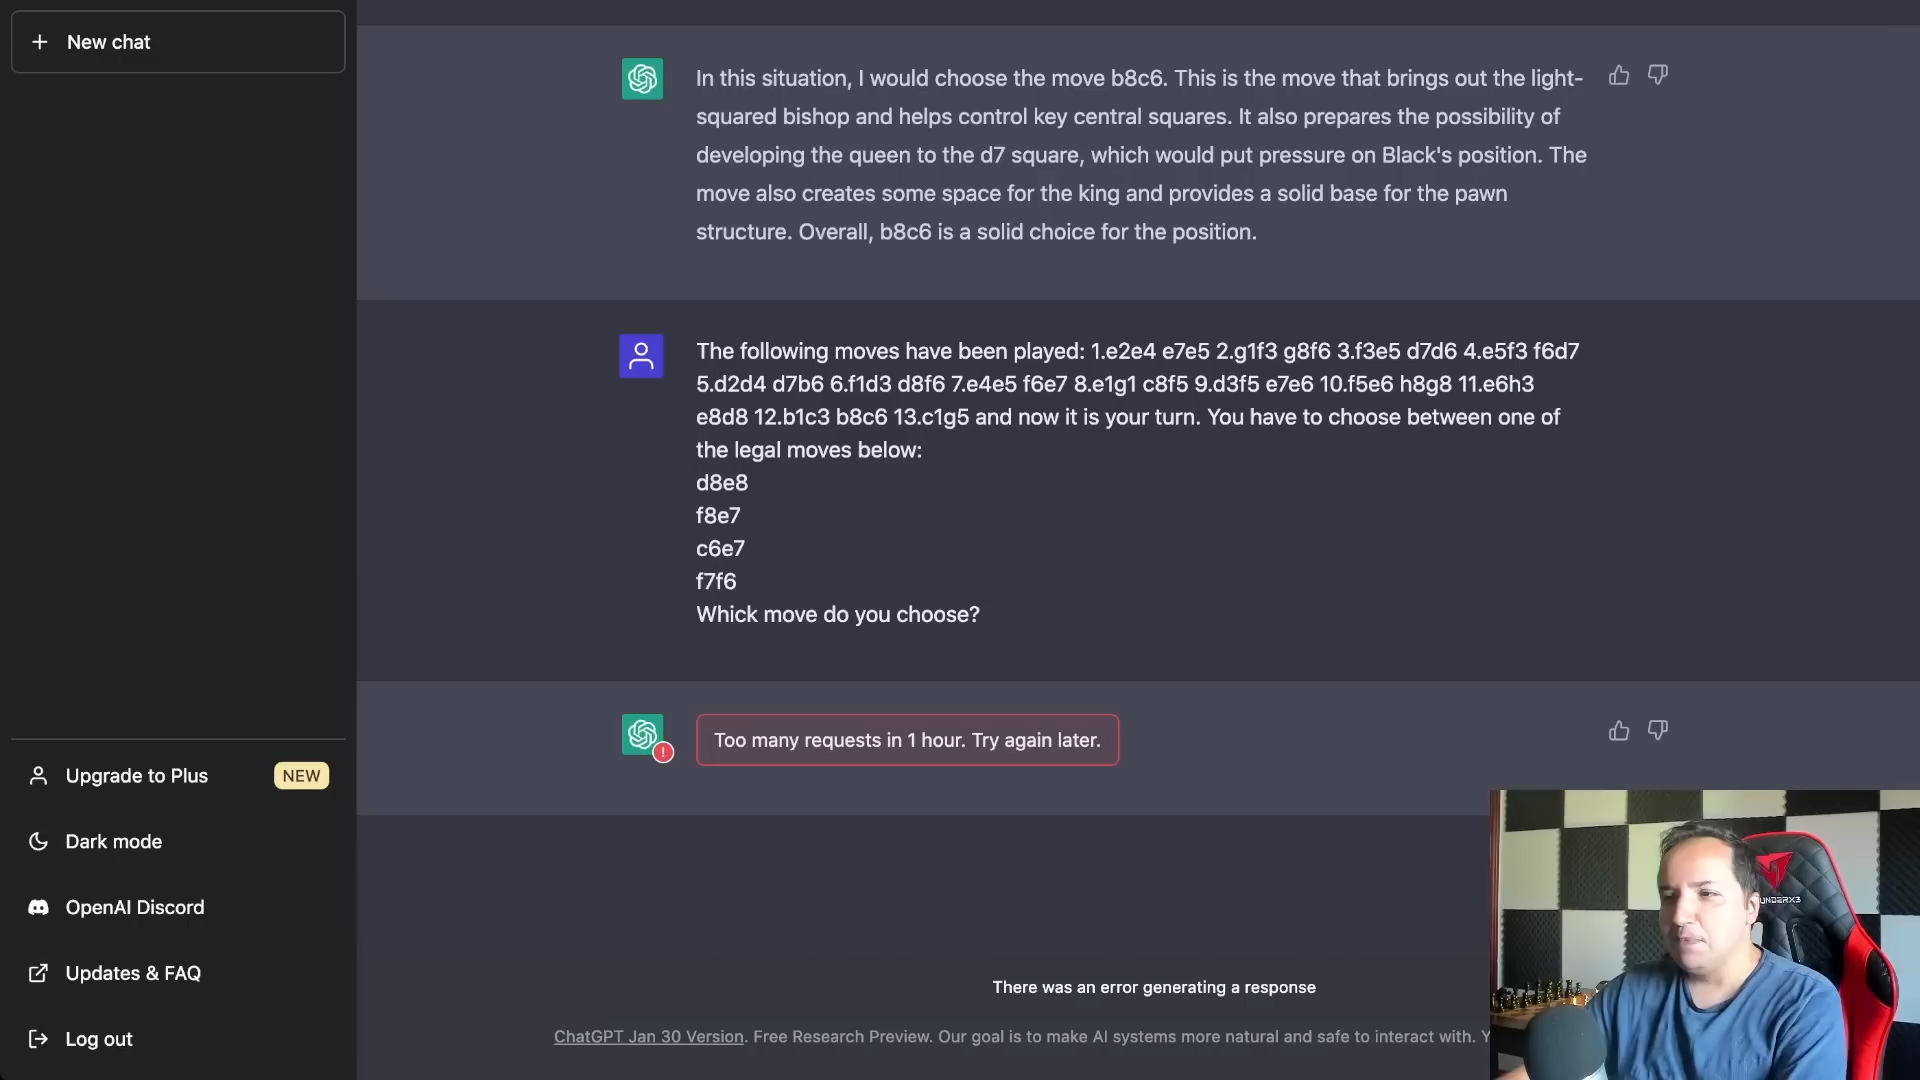 New chat
In this situation, I would choose the move b8c6. This is the move that brings out the light-
squared bishop and helps control key central squares. It also prepares the possibility of
developing the queen to the d7 square, which would put pressure on Black's position. The
move also creates some space for the king and provides a solid base for the pawn
structure. Overall, b8c6 is a solid choice for the position.
The following moves have been played: 1.e2e4 e7e5 2.g1f3 g8f6 3.f3e5 d7d6 4.e5f3 f6d7
5.d2d4 d7b6 6.f1d3 d8f6 7.e4e5 f6e7 8.e1g1 c8f5 9.d3f5 e7e6 10.f5e6 h8g8 11.e6h3
e8d8 12.b1c3 b8c6 13.c1g5 and now it is your turn. You have to choose between one of
the legal moves below:
d8e8
f8e7
c6e7
f7f6
Whick move do you choose?
!
Too many requests in 1 hour. Try again later.
Upgrade to Plus NEW
Dark mode
OpenAI Discord
Updates & FAQ
Log out
There was an error generating a response
ChatGPT Jan 30 Version. Free Research Preview. Our goal is to make AI systems more natural and safe to interact with. Y
UNDERX3